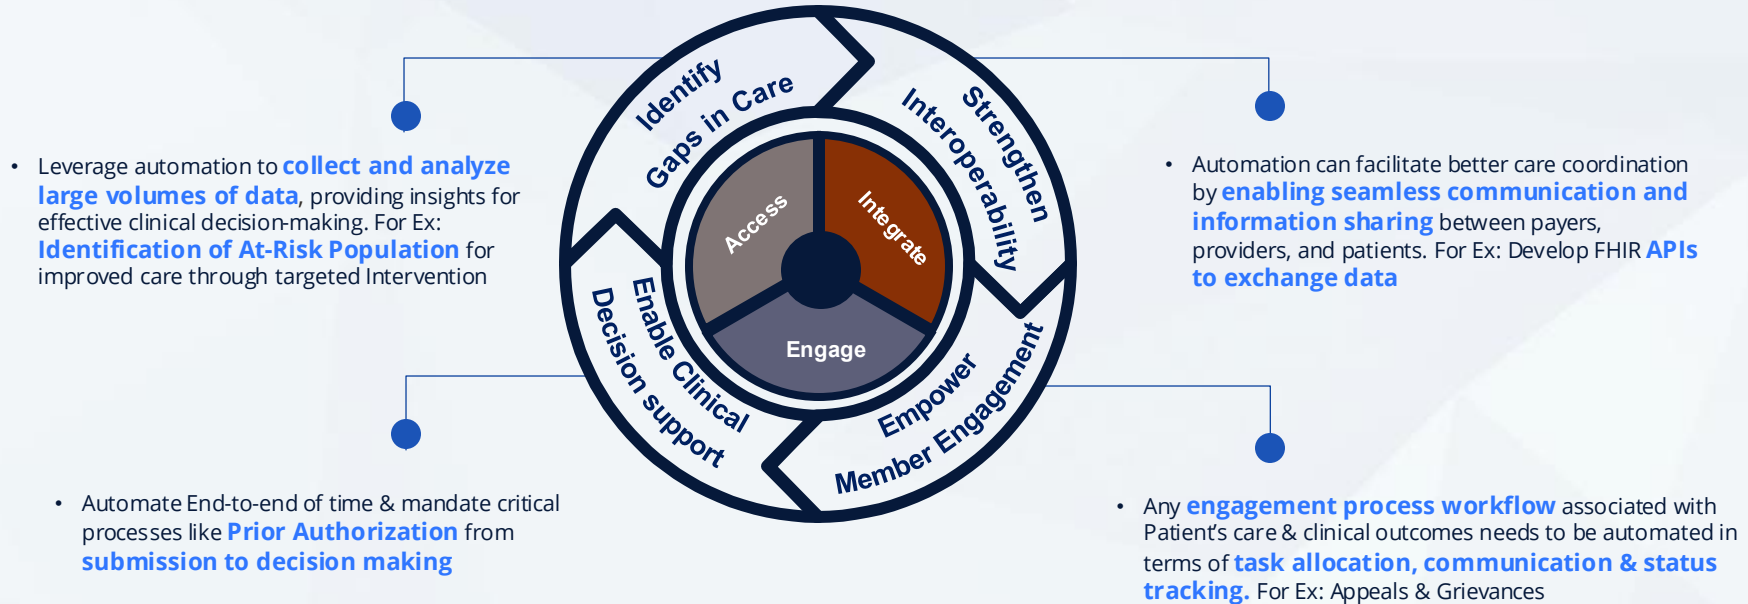 Identify
Gaps in Care
Strengthen
Interoperability
Access
Integrate
Engage
Enable Clinical
Decision support
Empower
Member Engagement
• Leverage automation to collect and analyze
large volumes of data, providing insights for
effective clinical decision-making. For Ex:
Identification of At-Risk Population for
improved care through targeted Intervention
• Automation can facilitate better care coordination
by enabling seamless communication and
information sharing between payers,
providers, and patients. For Ex: Develop FHIR APIs
to exchange data
• Automate End-to-end of time & mandate critical
processes like Prior Authorization from
submission to decision making
• Any engagement process workflow associated with
Patient’s care & clinical outcomes needs to be automated in
terms of task allocation, communication & status
tracking. For Ex: Appeals & Grievances